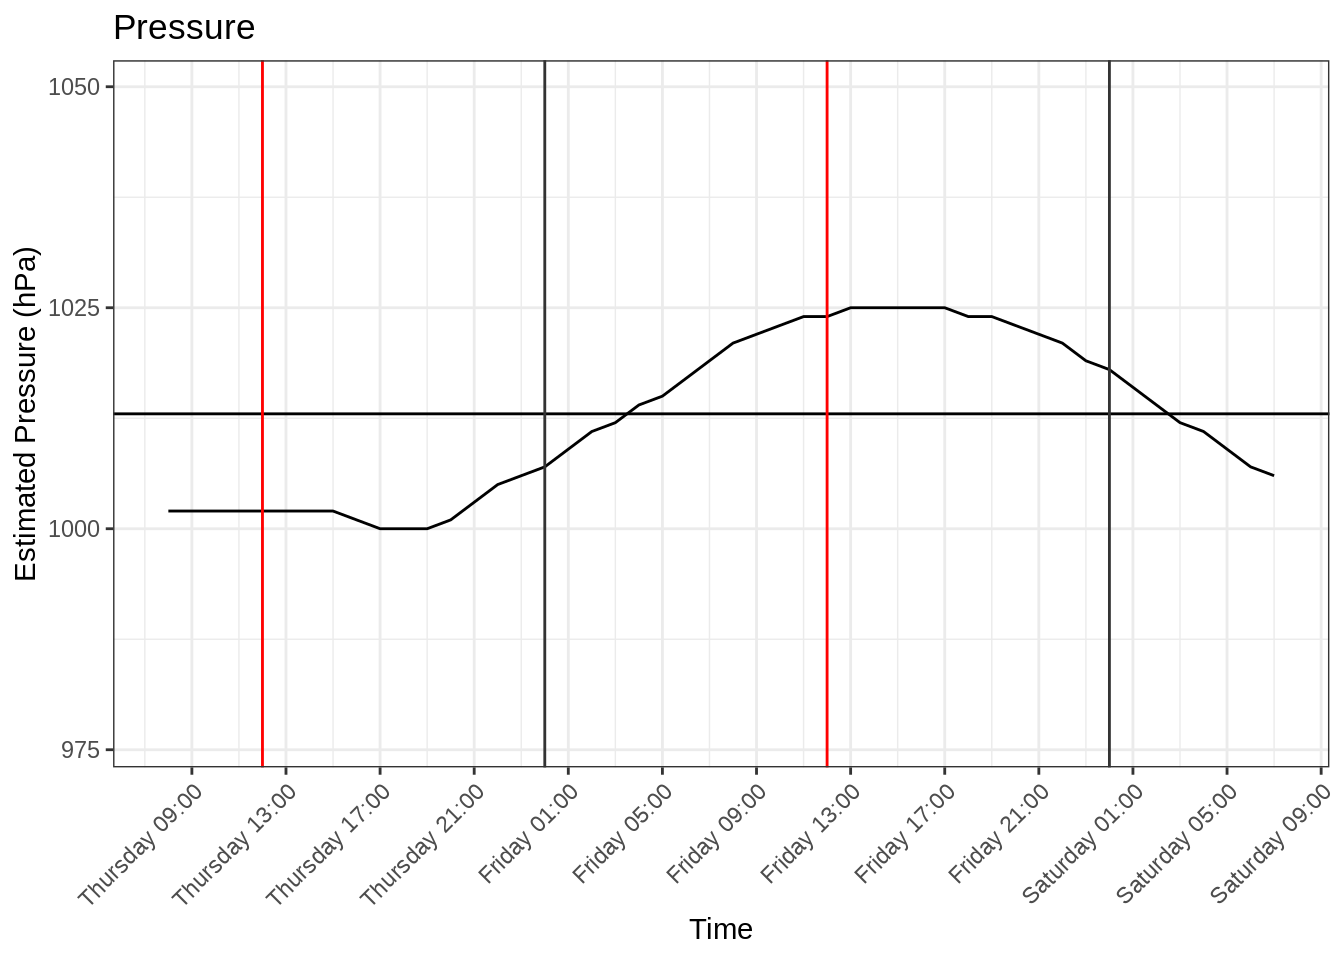 Pressure
Estimated Pressure (hPa)
1050
1025
1000
975
Thursday 09:00
Thursday 13:00
Thursday 17:00
Thursday 21:00
Friday 01:00
Friday 05:00
Friday 09:00
Friday 13:00
Friday 17:00
Friday 21:00
Saturday 01:00
Saturday 05:00
Saturday 09:00
Time